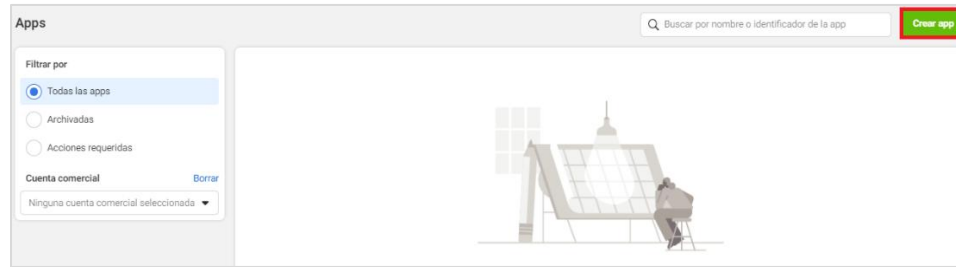 Apps
Buscar por nombre o identificador de la app
Crear app
Filtrar por
Todas las apps
Archivadas
Acciones requeridas
Cuenta comercial Borrar
Ninguna cuenta comercial seleccionada